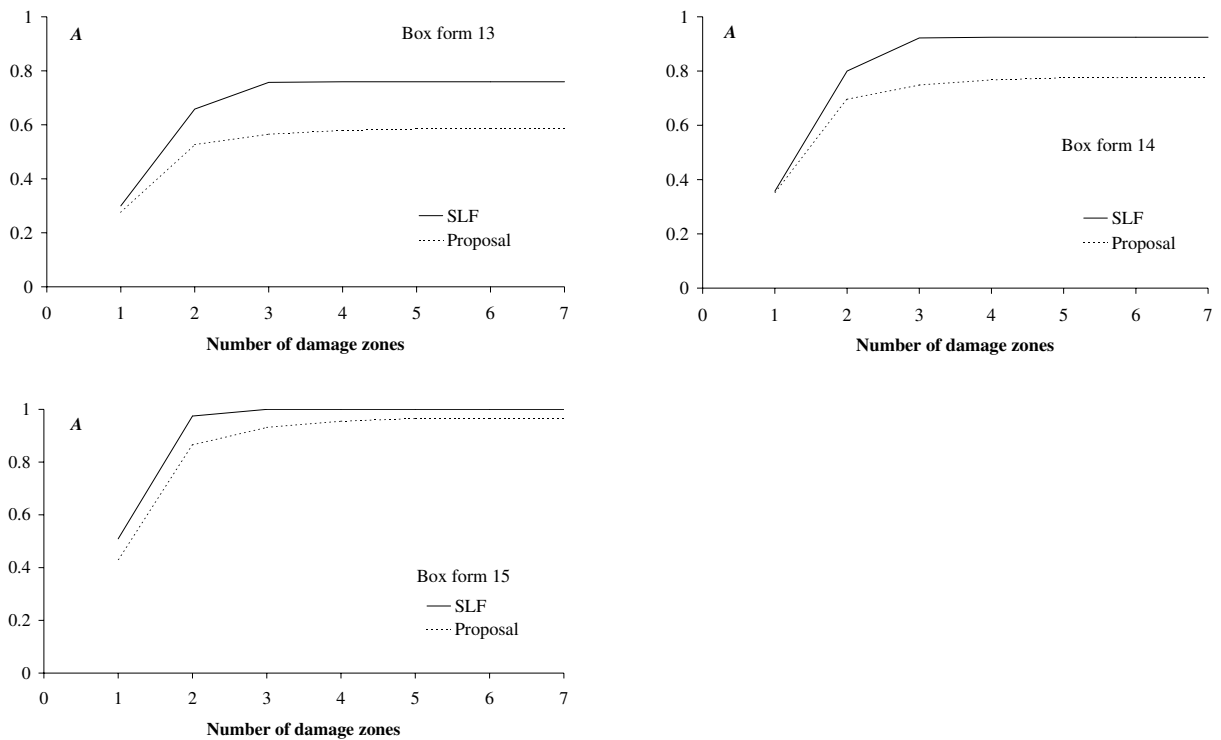 A
Box form 13
1
0.8
0.6
0.4
0.2
0
SLF
Proposal
0 1 2 3 4 5 6 7
Number of damage zones
A
Box form 14
1
0.8
0.6
0.4
0.2
0
SLF
Proposal
0 1 2 3 4 5 6 7
Number of damage zones
A
Box form 15
1
0.8
0.6
0.4
0.2
0
SLF
Proposal
0 1 2 3 4 5 6 7
Number of damage zones